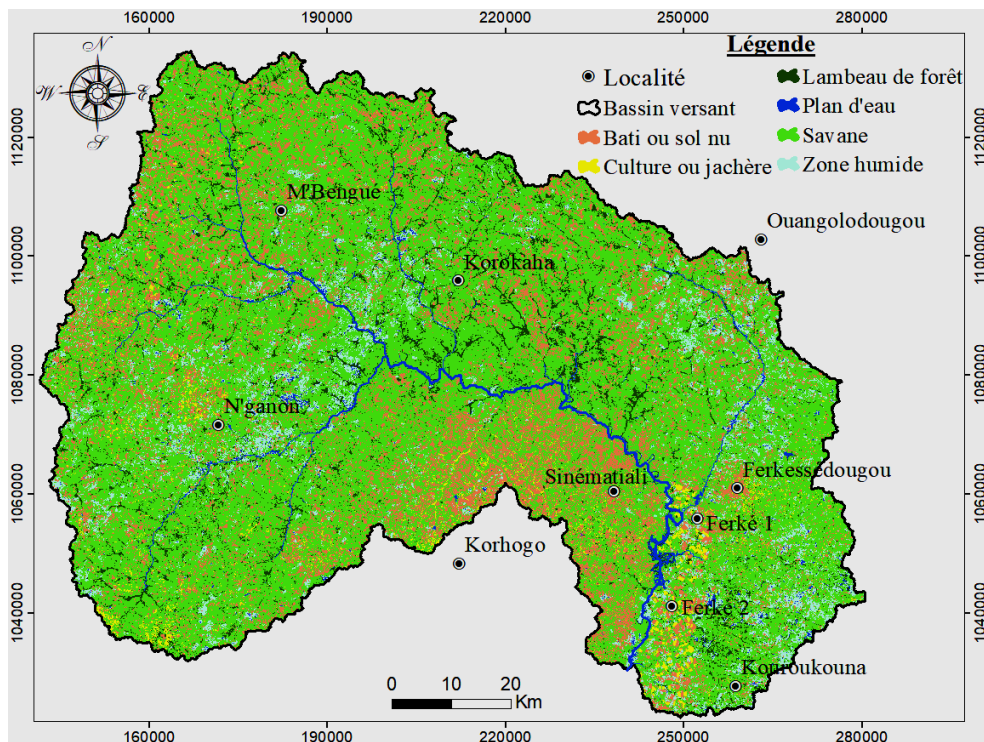 160000 190000 220000 250000 280000
Légende
Localité
Bassin versant
Bati ou sol nu
Culture ou jachère
Lambeau de forêt
Plan d'eau
Savane
Zone humide
N
W E
S
1120000 1120000
M'Bengué
Ouangolodougou
1100000 1100000
Korokaha
1080000 1080000
N'ganon
Sinématiali
Ferkessédougou
1060000 1060000
Ferké 1
Korhogo
Ferké 2
1040000 1040000
Kouroukouna
0 10 20
Km
160000 190000 220000 250000 280000